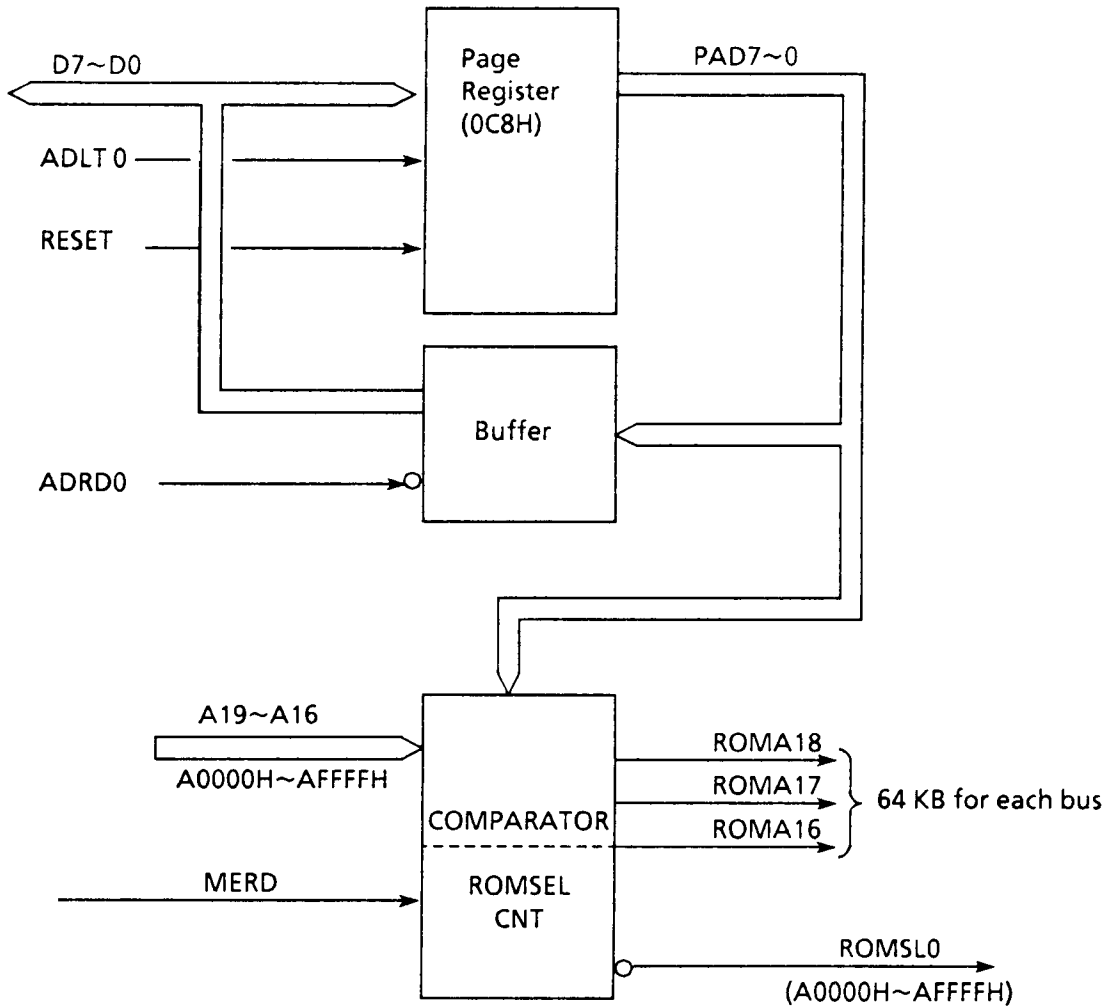 D7~D0
Page
Register
(0C8H)
PAD7~0
ADLT 0
RESET
Buffer
ADRD0
A19~A16
A0000H~AFFFFH
ROMA18
ROMA17
64 KB for each bus
COMPARATOR
ROMA16
MERD
ROMSEL
CNT
ROMSL0
(A0000H~AFFFFH)